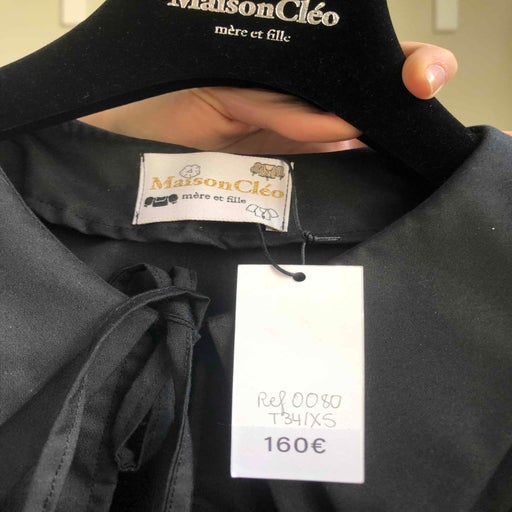 MaisonCléo
mère et fille
MaisonCléo
mère et fille
Ref 0080
T34/XS
160€